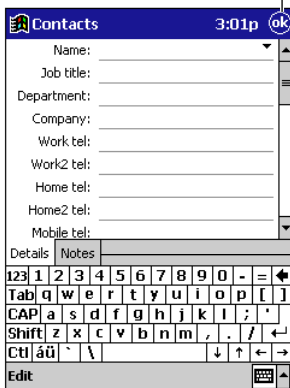 Contacts 3:01p ok
Name:
Job title:
Department:
Company:
Work tel:
Work2 tel:
Home tel:
Home2 tel:
Mobile tel:
Details Notes
123 1 2 3 4 5 6 7 8 9 0 - =
Tab q w e r t y u i o p [ ]
CAP a s d f g h j k l ; '
Shift z x c v b n m , . /
Ctl áü ` \
Edit